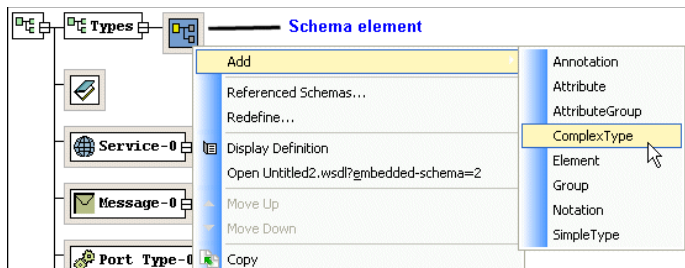 Types
Schema element
Add
Annotation
Attribute
AttributeGroup
ComplexType
Element
Group
Notation
SimpleType
Referenced Schemas...
Redefine...
Display Definition
Open Untitled2.wsdl?embedded-schema=2
Move Up
Move Down
Copy
Service-0
Message-0
Port Type-0